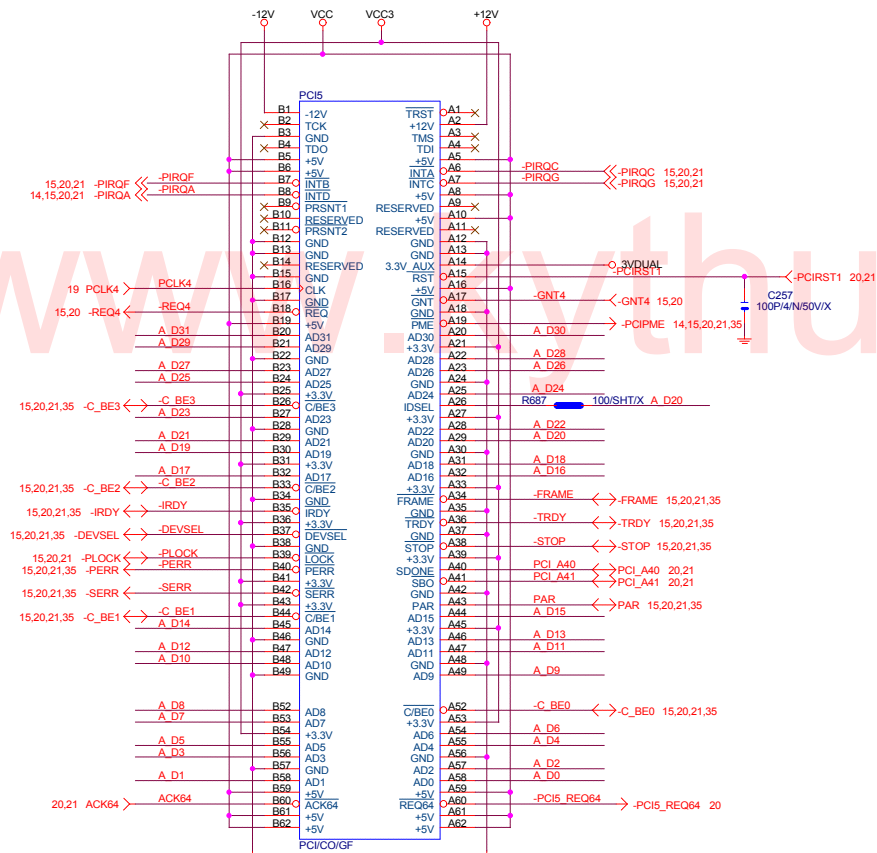 -12V VCC VCC3 +12V
PCI5
B1 -12V TRST A1
B2 TCK +12V A2
B3 GND TMS A3
B4 TDO TDI A4
B5 +5V +5V A5
B6 +5V INTA A6 -PIRQC -PIRQC 15,20,21
15,20,21 -PIRQF -PIRQF B7 INTB INTC A7 -PIRQG -PIRQG 15,20,21
14,15,20,21 -PIRQA -PIRQA B8 INTD +5V A8
B9 PRSNT1 RESERVED A9
B10 RESERVED +5V A10
B11 PRSNT2 RESERVED A11
B12 GND GND A12
B13 GND GND A13
B14 RESERVED 3.3V_AUX A14 3VDUAL
B15 GND RST A15 -PCIRST1 -PCIRST1 20,21
19 PCLK4 PCLK4 B16 CLK +5V A16
B17 GND GNT A17 -GNT4 -GNT4 15,20
C257
100P/4/N/50V/X
15,20 -REQ4 -REQ4 B18 REQ GND A18
B19 +5V PME A19 -PCIPME 14,15,20,21,35
A_D31 B20 AD31 AD30 A20 A_D30
A_D29 B21 AD29 +3.3V A21
B22 GND AD28 A22 A_D28
A_D27 B23 AD27 AD26 A23 A_D26
A_D25 B24 AD25 GND A24
B25 +3.3V AD24 A25 A_D24
15,20,21,35 -C_BE3 -C_BE3 B26 C/BE3 IDSEL A26 R687 100/SHT/X A_D20
A_D23 B27 AD23 +3.3V A27
B28 GND AD22 A28 A_D22
A_D21 B29 AD21 AD20 A29 A_D20
A_D19 B30 AD19 GND A30
B31 +3.3V AD18 A31 A_D18
A_D17 B32 AD17 AD16 A32 A_D16
15,20,21,35 -C_BE2 -C_BE2 B33 C/BE2 +3.3V A33
B34 GND FRAME A34 -FRAME -FRAME 15,20,21,35
15,20,21,35 -IRDY -IRDY B35 IRDY GND A35
B36 +3.3V TRDY A36 -TRDY -TRDY 15,20,21,35
15,20,21,35 -DEVSEL -DEVSEL B37 DEVSEL GND A37
B38 GND STOP A38 -STOP -STOP 15,20,21,35
15,20,21 -PLOCK -PLOCK B39 LOCK +3.3V A39
15,20,21,35 -PERR -PERR B40 PERR SDONE A40 PCI_A40 PCI_A40 20,21
B41 +3.3V SBO A41 PCI_A41 PCI_A41 20,21
15,20,21,35 -SERR -SERR B42 SERR GND A42
B43 +3.3V PAR A43 PAR PAR 15,20,21,35
15,20,21,35 -C_BE1 -C_BE1 B44 C/BE1 AD15 A44 A_D15
A_D14 B45 AD14 +3.3V A45
B46 GND AD13 A46 A_D13
A_D12 B47 AD12 AD11 A47 A_D11
A_D10 B48 AD10 GND A48
B49 GND AD9 A49 A_D9
A_D8 B52 AD8 C/BE0 A52 -C_BE0 -C_BE0 15,20,21,35
A_D7 B53 AD7 +3.3V A53
B54 +3.3V AD6 A54 A_D6
A_D5 B55 AD5 AD4 A55 A_D4
A_D3 B56 AD3 GND A56
B57 GND AD2 A57 A_D2
A_D1 B58 AD1 AD0 A58 A_D0
B59 +5V +5V A59
20,21 ACK64 ACK64 B60 ACK64 REQ64 A60 -PCI5_REQ64 -PCI5_REQ64 20
B61 +5V +5V A61
B62 +5V +5V A62
PCI/CO/GF
www.kythu